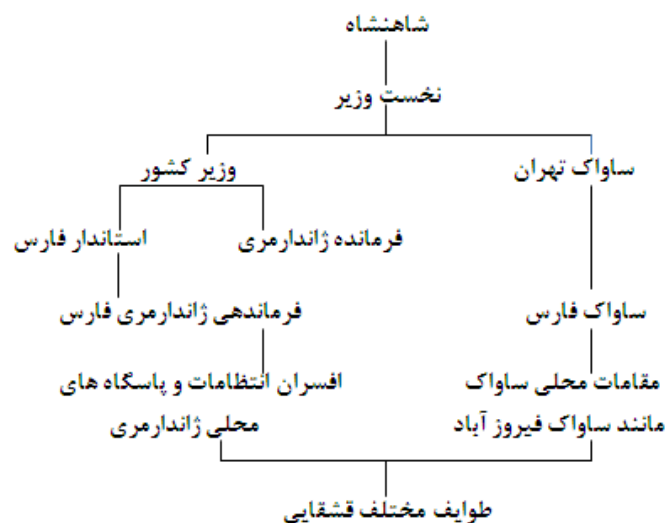 شاهنشاه
نخست وزیر
ساواک تهران
وزیر کشور
فرمانده ژاندارمری
استاندار فارس
ساواک فارس
فرماندهی ژاندارمری فارس
مقامات محلی ساواک
مانند ساواک فیروز آباد
افسران انتظامات و پاسگاه های
محلی ژاندارمری
طوایف مختلف قشقایی